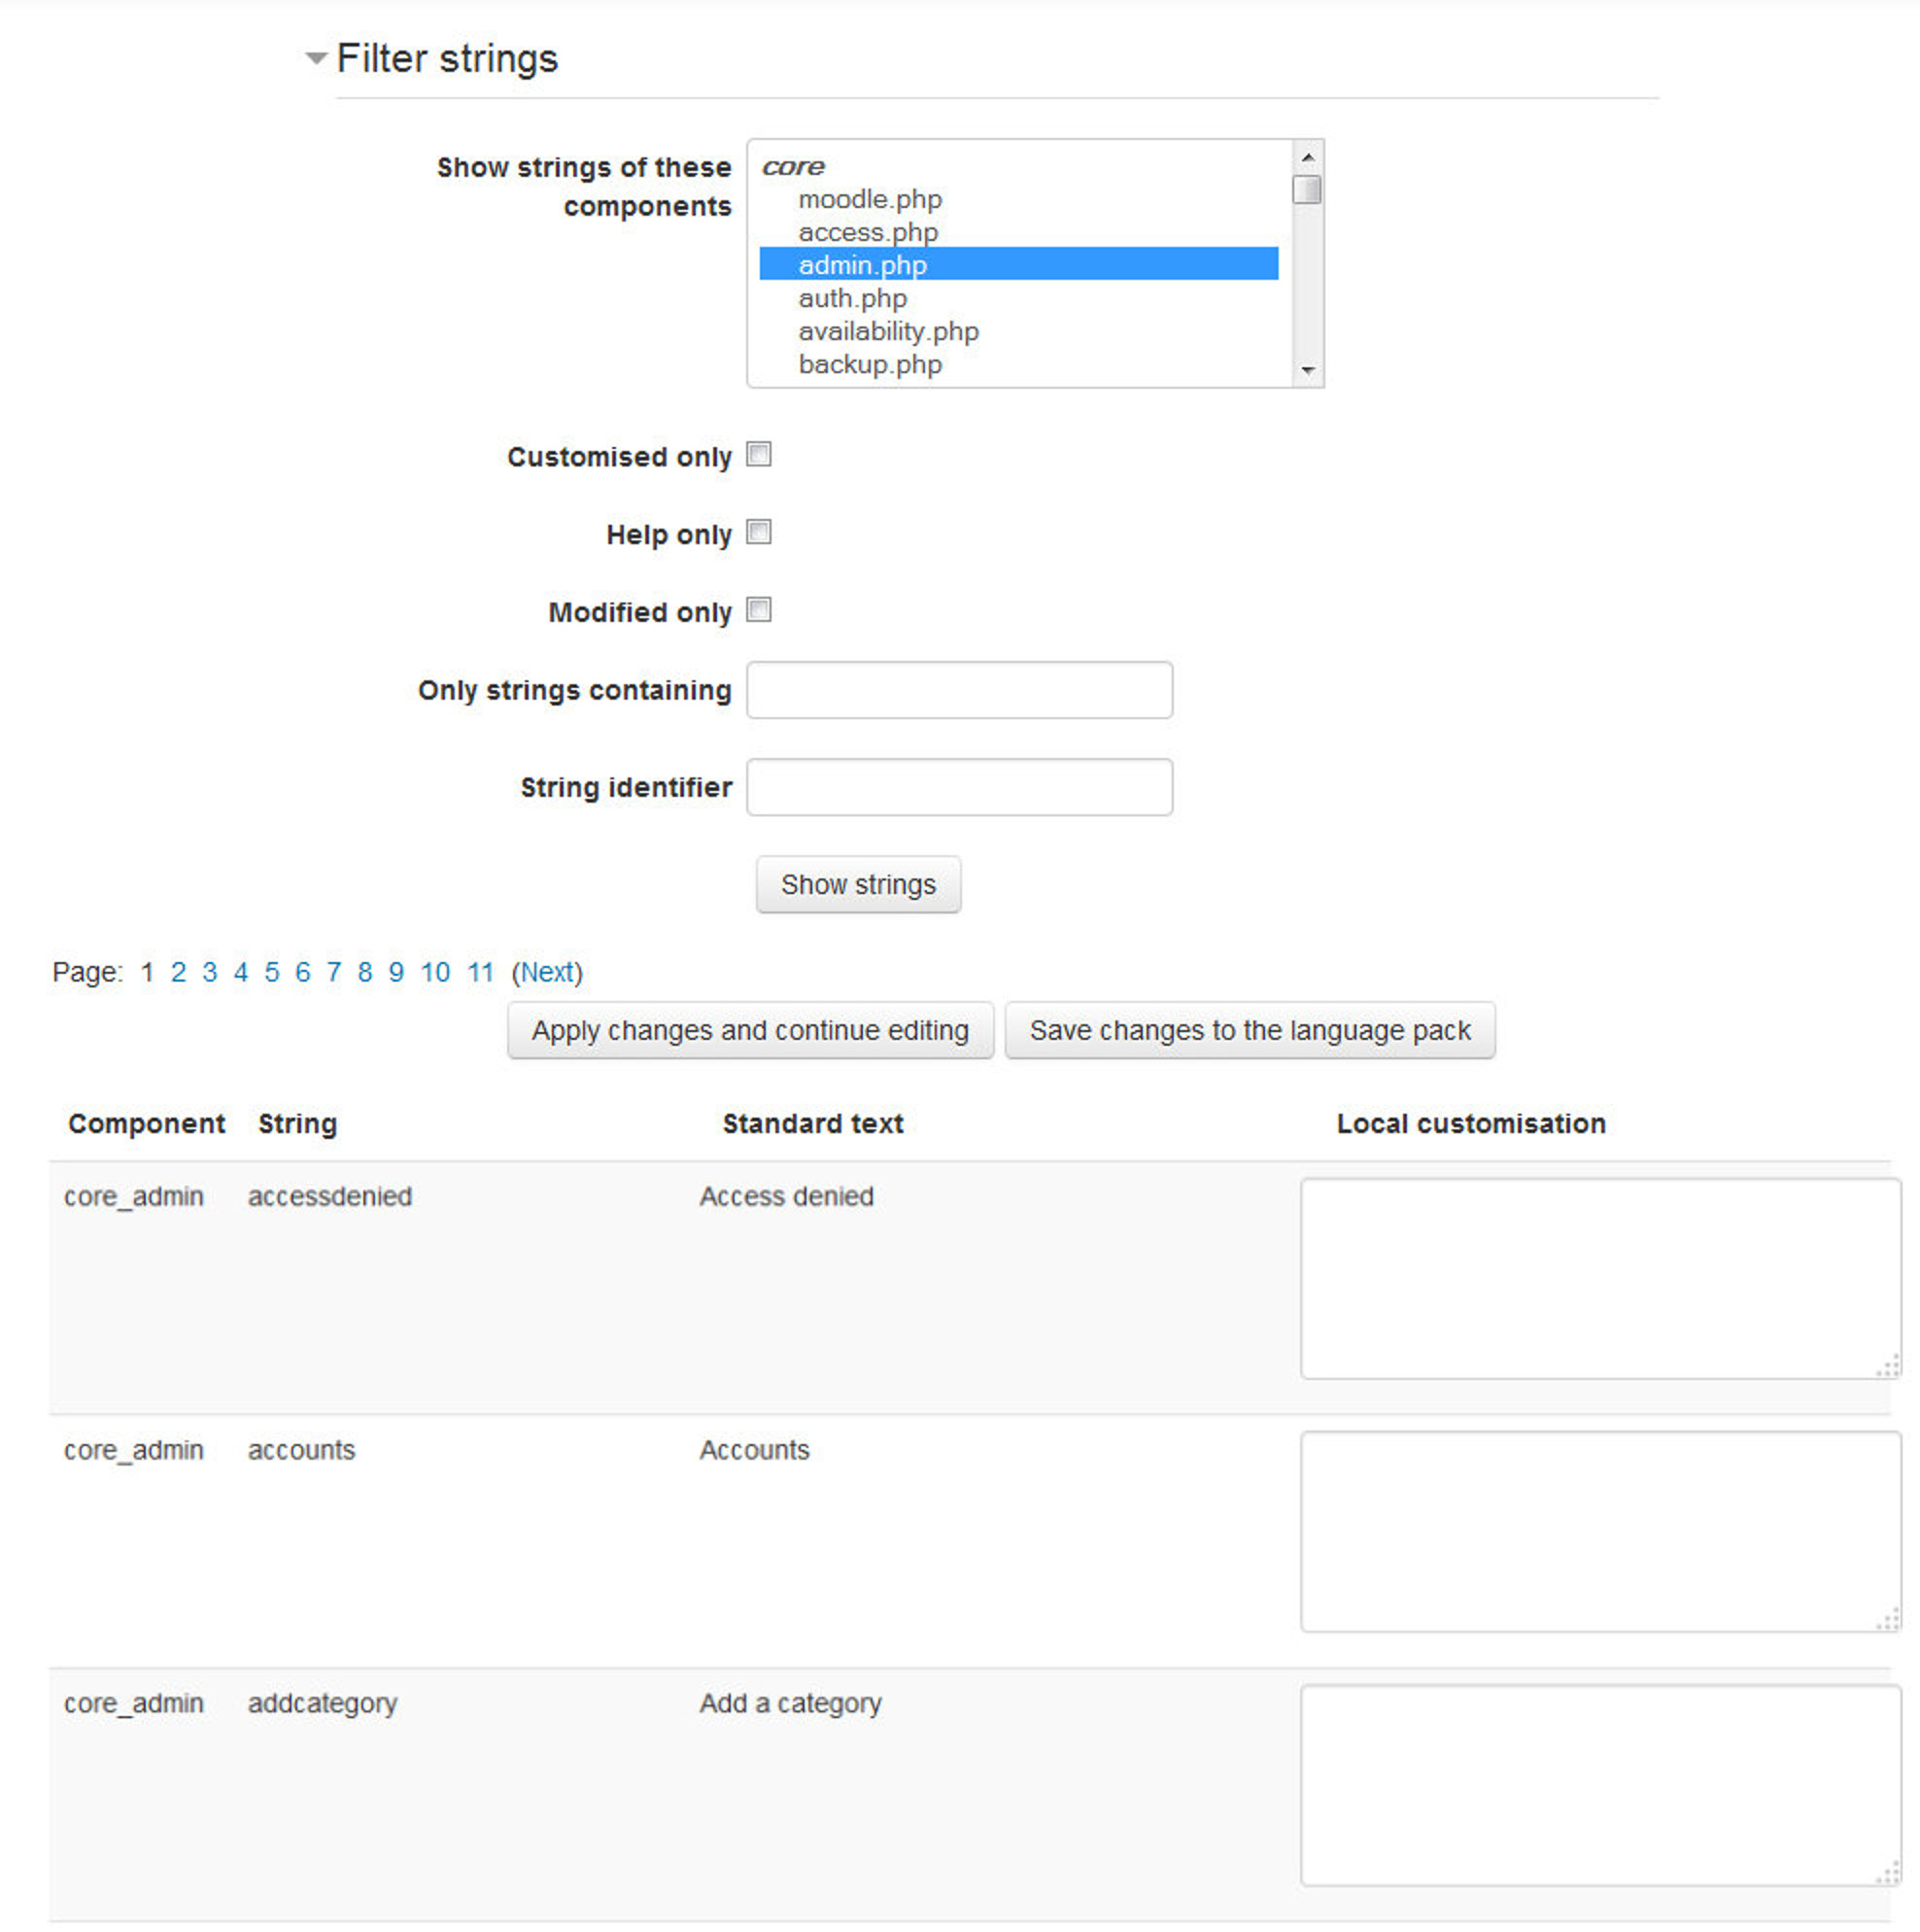 Filter strings
Show strings of these
components
core
moodle.php
access.php
admin.php
auth.php
availability.php
backup.php
Customised only
Help only
Modified only
Only strings containing
String identifier
Show strings
Page: 1 2 3 4 5 6 7 8 9 10 11 (Next)
Apply changes and continue editing Save changes to the language pack
Component String Standard text Local customisation
core_admin accessdenied Access denied
core_admin accounts Accounts
core_admin addcategory Add a category